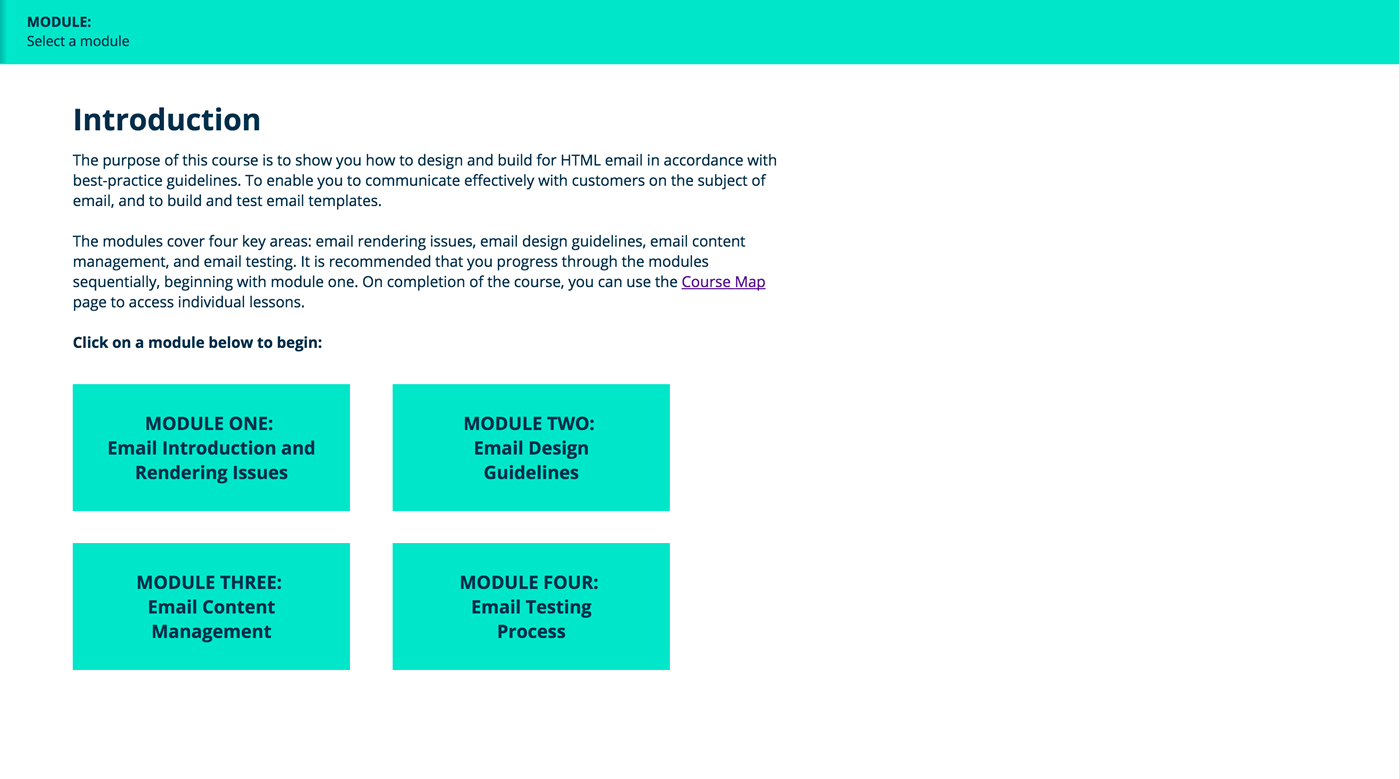 MODULE:
Select a module
Introduction
The purpose of this course is to show you how to design and build for HTML email in accordance with
best-practice guidelines. To enable you to communicate effectively with customers on the subject of
email, and to build and test email templates.
The modules cover four key areas: email rendering issues, email design guidelines, email content
management, and email testing. It is recommended that you progress through the modules
sequentially, beginning with module one. On completion of the course, you can use the Course Map
page to access individual lessons.
Click on a module below to begin:
MODULE ONE:
Email Introduction and
Rendering Issues
MODULE TWO:
Email Design
Guidelines
MODULE THREE:
Email Content
Management
MODULE FOUR:
Email Testing
Process